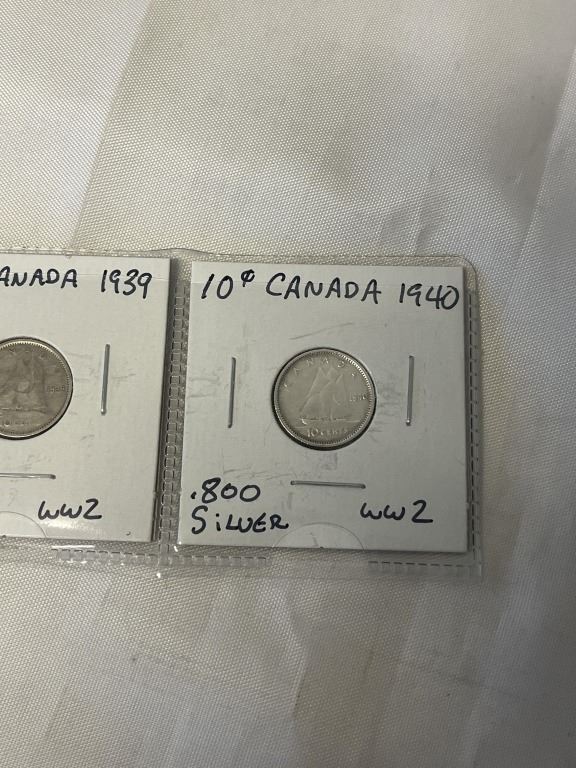 ANADA 1939
WW2
10¢ CANADA 1940
CANADA
10 CENTS
.800
SILVER
WW2